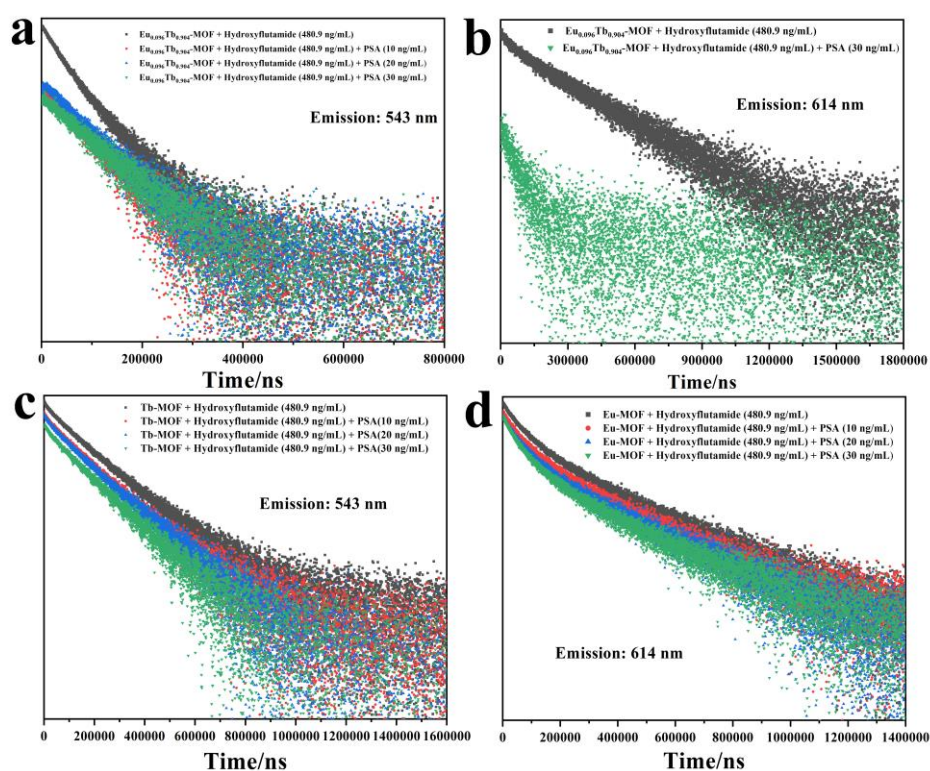 a
Eu0.096Tb0.904-MOF + Hydroxyflutamide (480.9 ng/mL)
Eu0.096Tb0.904-MOF + Hydroxyflutamide (480.9 ng/mL) + PSA (10 ng/mL)
Eu0.096Tb0.904-MOF + Hydroxyflutamide (480.9 ng/mL) + PSA (20 ng/mL)
Eu0.096Tb0.904-MOF + Hydroxyflutamide (480.9 ng/mL) + PSA (30 ng/mL)
Emission: 543 nm
0 200000 400000 600000 800000
Time/ns
b
Eu0.096Tb0.904-MOF + Hydroxyflutamide (480.9 ng/mL)
Eu0.096Tb0.904-MOF + Hydroxyflutamide (480.9 ng/mL) + PSA (30 ng/mL)
Emission: 614 nm
0 300000 600000 900000 1200000 1500000 1800000
Time/ns
c
Tb-MOF + Hydroxyflutamide (480.9 ng/mL)
Tb-MOF + Hydroxyflutamide (480.9 ng/mL) + PSA(10 ng/mL)
Tb-MOF + Hydroxyflutamide (480.9 ng/mL) + PSA(20 ng/mL)
Tb-MOF + Hydroxyflutamide (480.9 ng/mL) + PSA(30 ng/mL)
Emission: 543 nm
0 200000 400000 600000 800000 1000000 1200000 1400000 1600000
Time/ns
d
Eu-MOF + Hydroxyflutamide (480.9 ng/mL)
Eu-MOF + Hydroxyflutamide (480.9 ng/mL) + PSA (10 ng/mL)
Eu-MOF + Hydroxyflutamide (480.9 ng/mL) + PSA (20 ng/mL)
Eu-MOF + Hydroxyflutamide (480.9 ng/mL) + PSA (30 ng/mL)
Emission: 614 nm
0 200000 400000 600000 800000 1000000 1200000 1400000
Time/ns